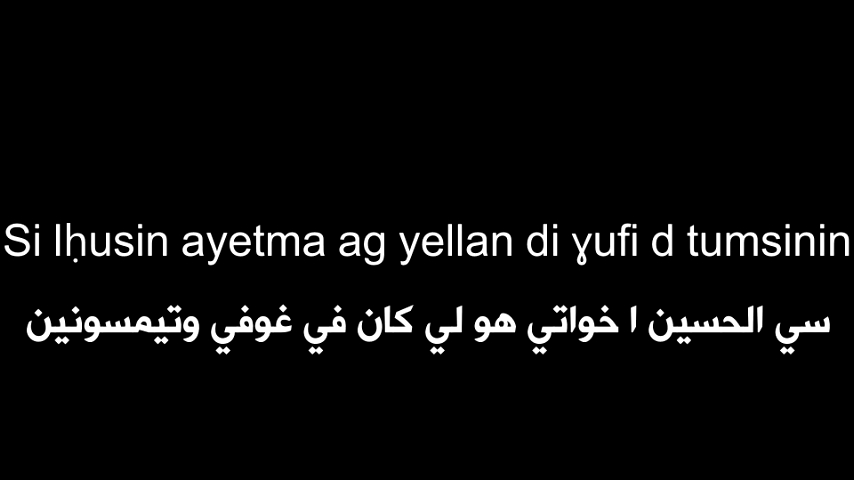 Si lḥusin ayetma ag yellan di ɣufi d tumsinin
سي الحسين ا خواتي هو لي كان في غوفي وتيمسونين